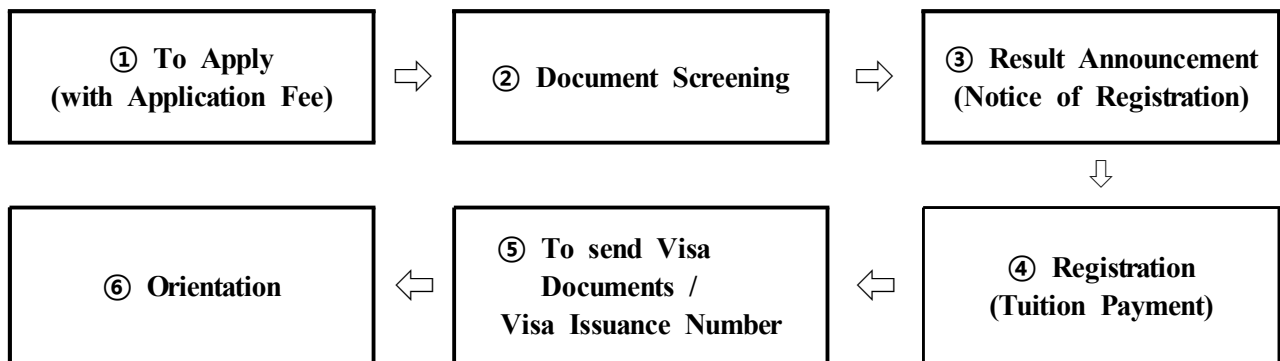 ① To Apply
(with Application Fee)
② Document Screening
③ Result Announcement
(Notice of Registration)
④ Registration
(Tuition Payment)
⑤ To send Visa
Documents /
Visa Issuance Number
⑥ Orientation